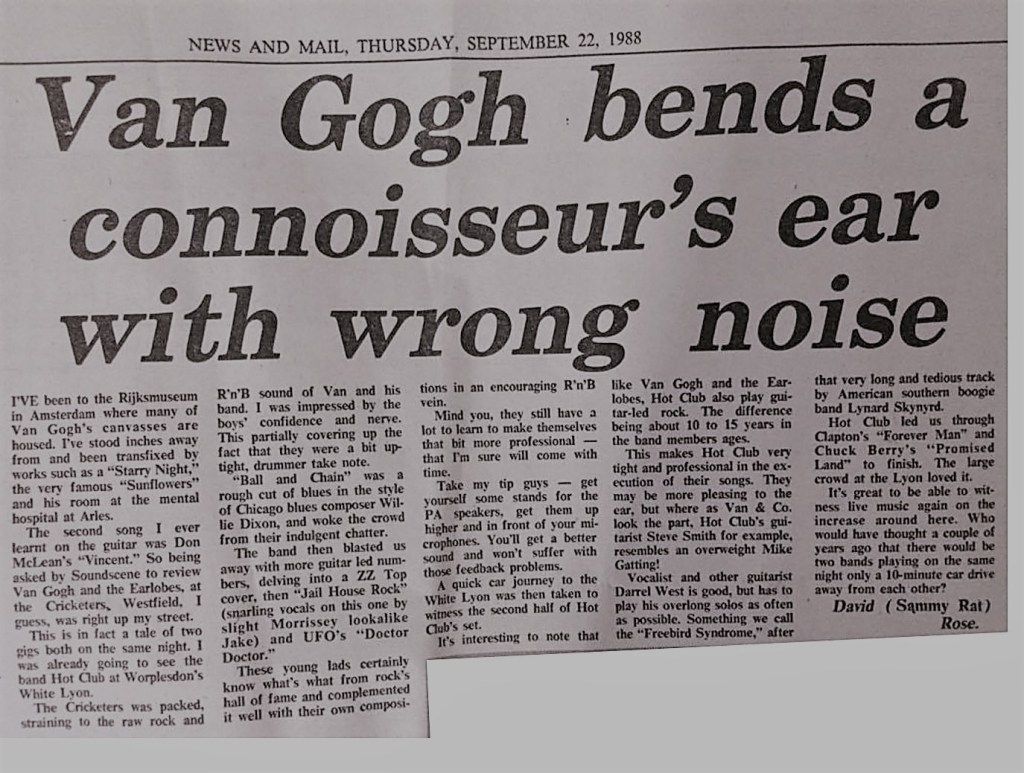 NEWS AND MAIL, THURSDAY, SEPTEMBER 22, 1988
Van Gogh bends a
connoisseur's ear
with wrong noise
I'VE been to the Rijksmuseum
in Amsterdam where many of
Van Gogh's canvasses are
housed. I've stood inches away
from and been transfixed by
works such as a "Starry Night,"
the very famous "Sunflowers"
and his room at the mental
hospital at Arles.
The second song I ever
learnt on the guitar was Don
McLean's "Vincent." So being
asked by Soundscene to review
Van Gogh and the Earlobes, at
the Cricketers, Westfield, I
guess, was right up my street.
This is in fact a tale of two
gigs both on the same night. I
was already going to see the
band Hot Club at Worplesdon's
White Lyon.
The Cricketers was packed,
straining to the raw rock and
R'n'B sound of Van and his
band. I was impressed by the
boys' confidence and nerve.
This partially covering up the
fact that they were a bit up-
tight, drummer take note.
"Ball and Chain" was a
rough cut of blues in the style
of Chicago blues composer Wil-
lie Dixon, and woke the crowd
from their indulgent chatter.
The band then blasted us
away with more guitar led num-
bers, delving into a ZZ Top
cover, then "Jail House Rock"
(snarling vocals on this one by
slight Morrissey lookalike
Jake) and UFO's "Doctor
Doctor."
These young lads certainly
know what's what from rock's
hall of fame and complemented
it well with their own composi-
tions in an encouraging R'n'B
vein.
Mind you, they still have a
lot to learn to make themselves
that bit more professional —
that I'm sure will come with
time.
Take my tip guys — get
yourself some stands for the
PA speakers, get them up
higher and in front of your mi-
crophones. You'll get a better
sound and won't suffer with
those feedback problems.
A quick car journey to the
White Lyon was then taken to
witness the second half of Hot
Club's set.
It's interesting to note that
like Van Gogh and the Ear-
lobes, Hot Club also play gui-
tar-led rock. The difference
being about 10 to 15 years in
the band members ages.
This makes Hot Club very
tight and professional in the ex-
ecution of their songs. They
may be more pleasing to the
ear, but where as Van & Co.
look the part, Hot Club's gui-
tarist Steve Smith for example,
resembles an overweight Mike
Gatting!
Vocalist and other guitarist
Darrel West is good, but has to
play his overlong solos as often
as possible. Something we call
the "Freebird Syndrome," after
that very long and tedious track
by American southern boogie
band Lynard Skynyrd.
Hot Club led us through
Clapton's "Forever Man" and
Chuck Berry's "Promised
Land" to finish. The large
crowd at the Lyon loved it.
It's great to be able to wit-
ness live music again on the
increase around here. Who
would have thought a couple of
years ago that there would be
two bands playing on the same
night only a 10-minute car drive
away from each other?
David (Sammy Rat)
Rose.